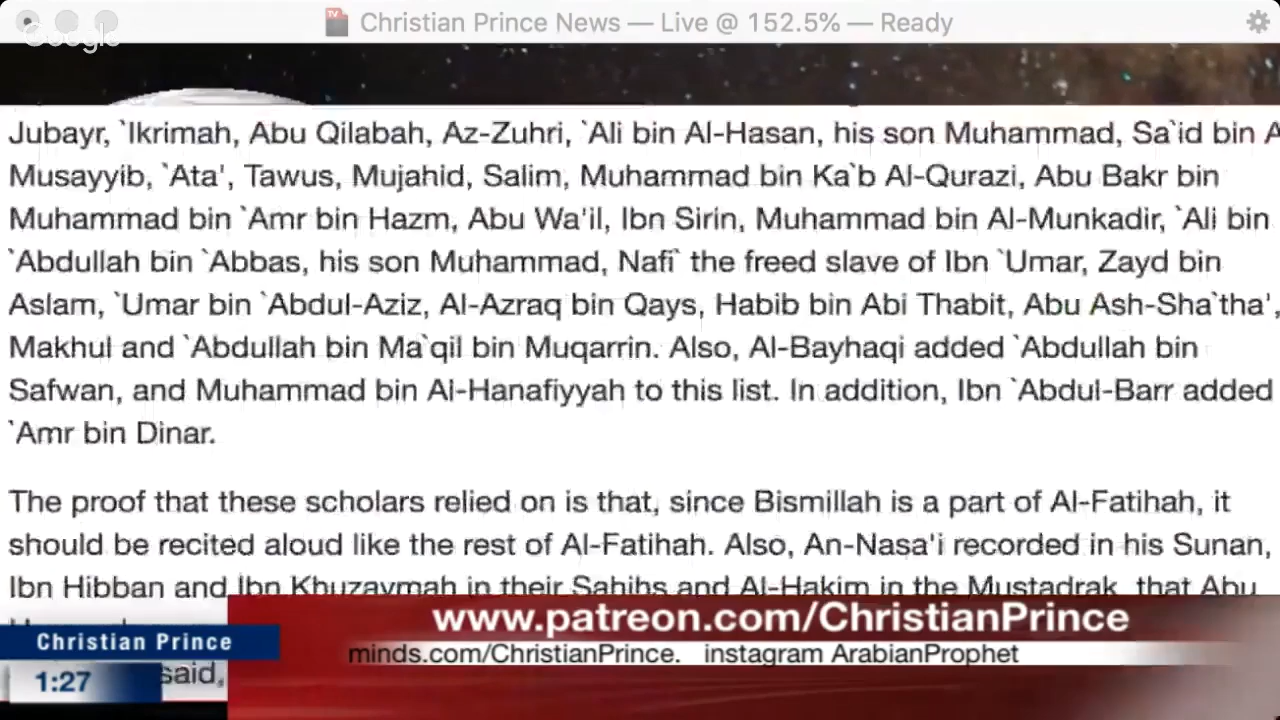 Christian Prince News — Live @ 152.5% — Ready
Google
Jubayr, `Ikrimah, Abu Qilabah, Az-Zuhri, `Ali bin Al-Hasan, his son Muhammad, Sa`id bin A
Musayyib, `Ata', Tawus, Mujahid, Salim, Muhammad bin Ka`b Al-Qurazi, Abu Bakr bin
Muhammad bin `Amr bin Hazm, Abu Wa'il, Ibn Sirin, Muhammad bin Al-Munkadir, `Ali bin
`Abdullah bin `Abbas, his son Muhammad, Nafi` the freed slave of Ibn `Umar, Zayd bin
Aslam, `Umar bin `Abdul-Aziz, Al-Azraq bin Qays, Habib bin Abi Thabit, Abu Ash-Sha`tha',
Makhul and `Abdullah bin Ma`qil bin Muqarrin. Also, Al-Bayhaqi added `Abdullah bin
Safwan, and Muhammad bin Al-Hanafiyyah to this list. In addition, Ibn `Abdul-Barr added
`Amr bin Dinar.
The proof that these scholars relied on is that, since Bismillah is a part of Al-Fatihah, it
should be recited aloud like the rest of Al-Fatihah. Also, An-Nasa'i recorded in his Sunan,
Ibn Hibban and Ibn Khuzaymah in their Sahihs and Al-Hakim in the Mustadrak, that Abu
said,
www.patreon.com/ChristianPrince
Christian Prince
minds.com/ChristianPrince. instagram ArabianProphet
1:27